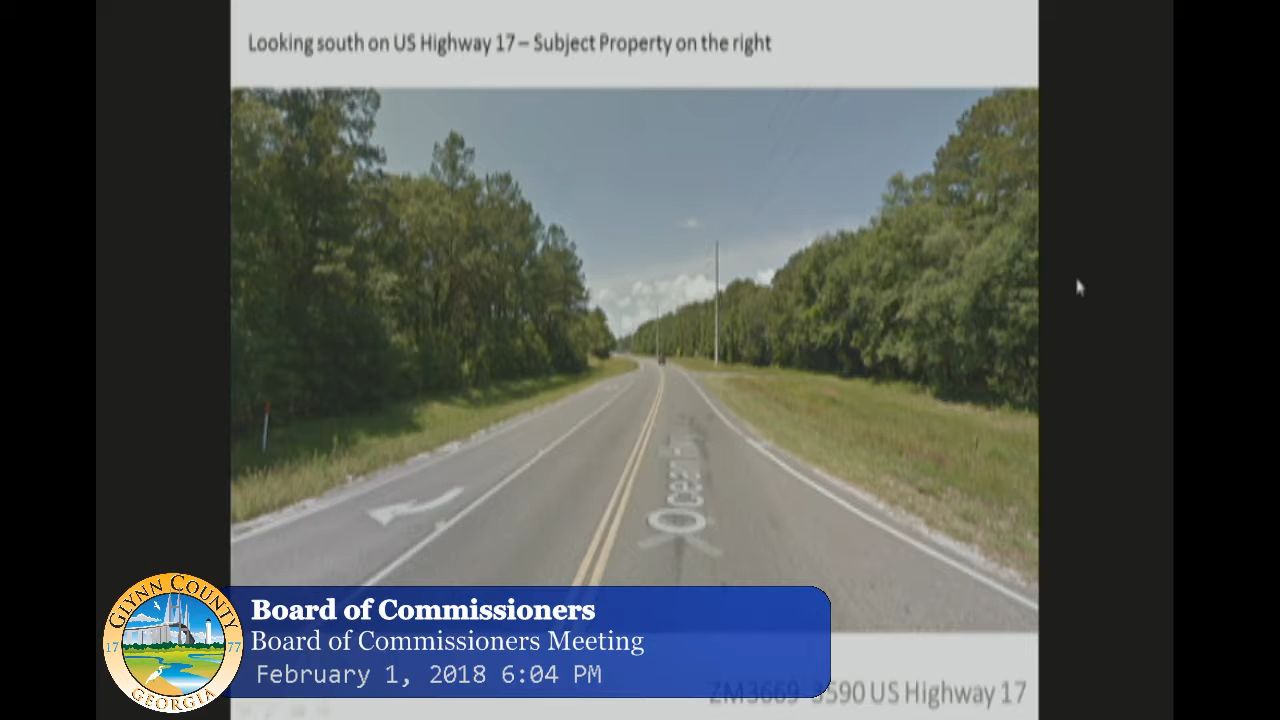 Looking south on US Highway 17 – Subject Property on the right
Ocean
GLYNN COUNTY
1777
GEORGIA
Board of Commissioners
Board of Commissioners Meeting
February 1, 2018 6:04 PM
ZM3669 3590 US Highway 17